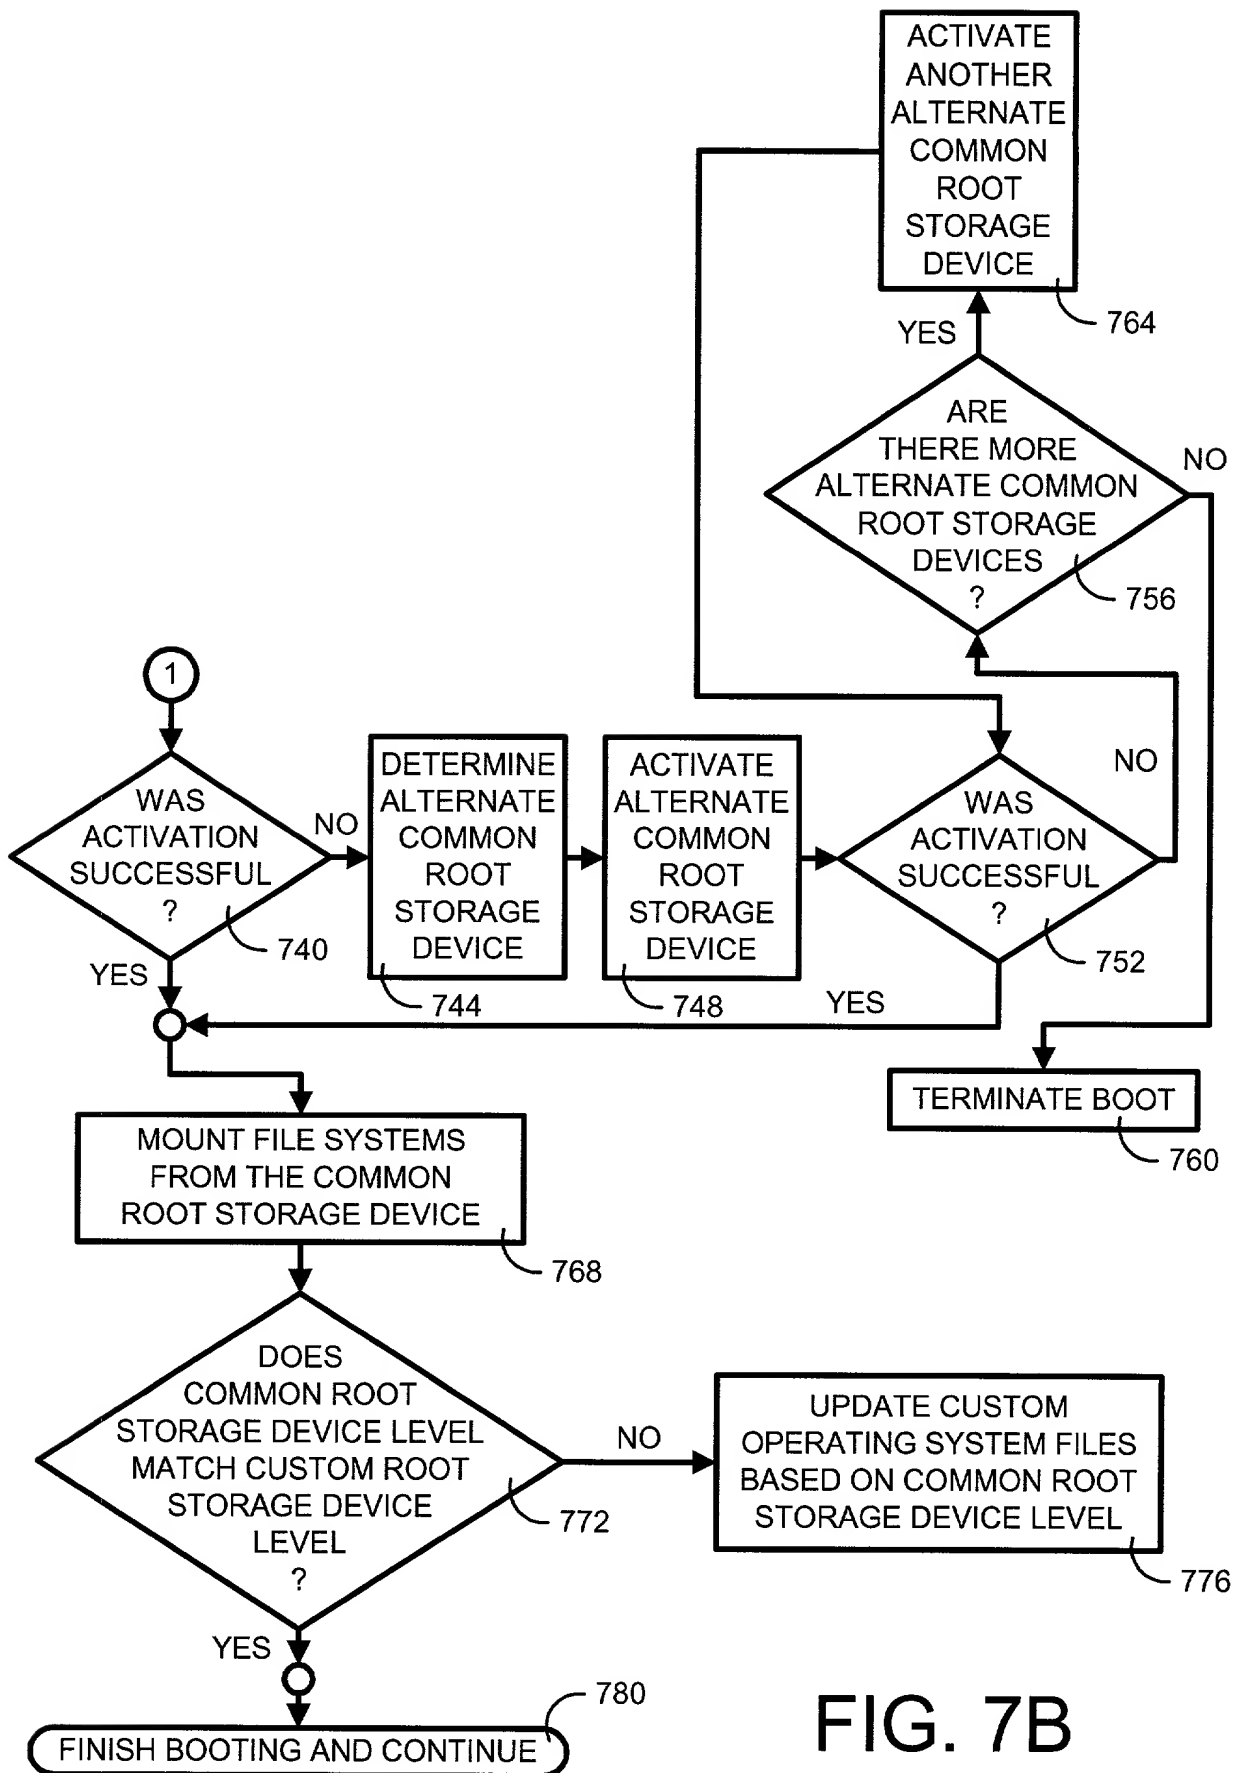 ACTIVATE
ANOTHER
ALTERNATE
COMMON
ROOT
STORAGE
DEVICE
764
YES
ARE
THERE MORE
ALTERNATE COMMON
ROOT STORAGE
DEVICES
?
NO
756
1
WAS
ACTIVATION
SUCCESSFUL
?
NO
740
YES
DETERMINE
ALTERNATE
COMMON
ROOT
STORAGE
DEVICE
744
ACTIVATE
ALTERNATE
COMMON
ROOT
STORAGE
DEVICE
748
WAS
ACTIVATION
SUCCESSFUL
?
NO
752
YES
TERMINATE BOOT
760
MOUNT FILE SYSTEMS
FROM THE COMMON
ROOT STORAGE DEVICE
768
DOES
COMMON ROOT
STORAGE DEVICE LEVEL
MATCH CUSTOM ROOT
STORAGE DEVICE
LEVEL
?
772
NO
UPDATE CUSTOM
OPERATING SYSTEM FILES
BASED ON COMMON ROOT
STORAGE DEVICE LEVEL
776
YES
780
FINISH BOOTING AND CONTINUE
FIG. 7B